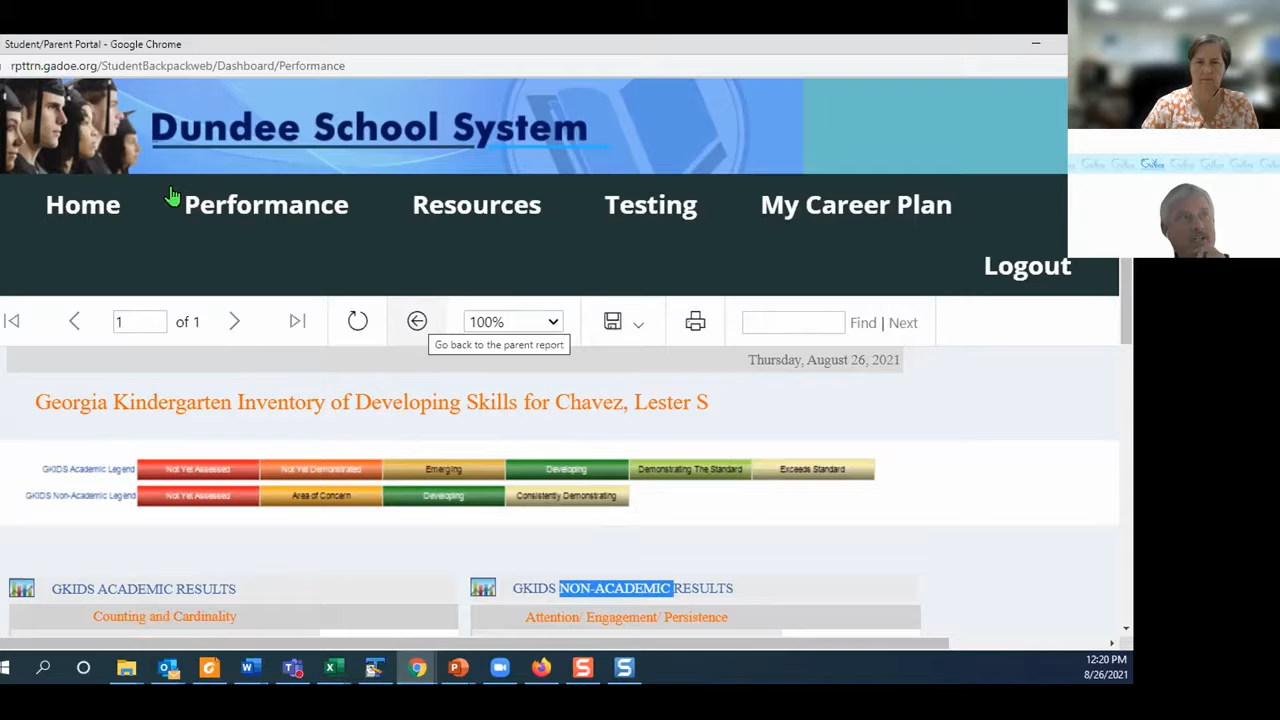 Student/Parent Portal - Google Chrome
rpttrn.gadoe.org/StudentBackpackweb/Dashboard/Performance
Dundee School System
Home Performance Resources Testing My Career Plan
Logout
1 of 1 100% Find | Next
Go back to the parent report
Thursday, August 26, 2021
Georgia Kindergarten Inventory of Developing Skills for Chavez, Lester S
GKIDS Academic Legend Not Yet Assessed Not Yet Demonstrated Emerging Developing Demonstrating The Standard Exceeds Standard
GKIDS Non-Academic Legend Not Yet Assessed Area of Concern Developing Consistently Demonstrating
GKIDS ACADEMIC RESULTS GKIDS NON-ACADEMIC RESULTS
Counting and Cardinality Attention/ Engagement/ Persistence
12:20 PM
8/26/2021